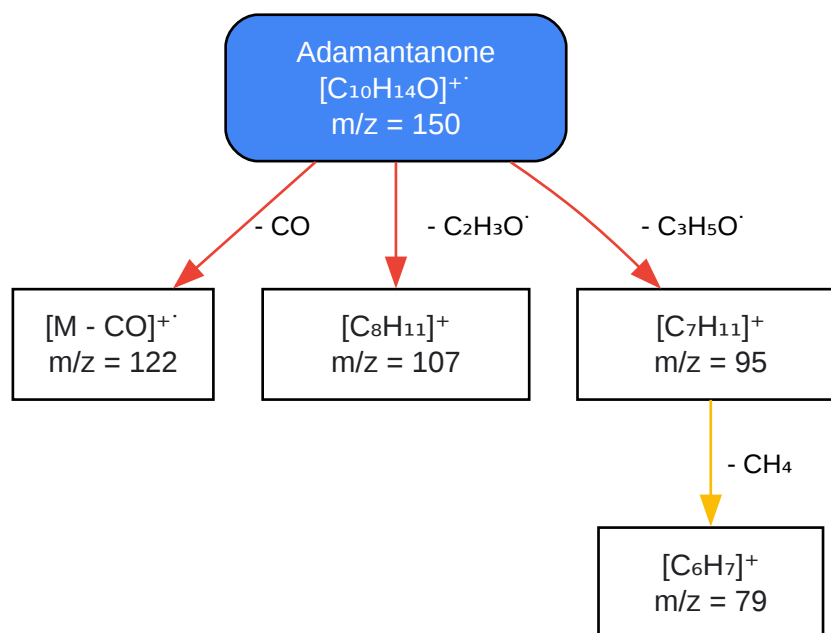 Adamantanone
[C₁₀H₁₄O]⁺˙
m/z = 150
- CO
- C₂H₃O˙
- C₃H₅O˙
[M - CO]⁺˙
m/z = 122
[C₈H₁₁]⁺
m/z = 107
[C₇H₁₁]⁺
m/z = 95
- CH₄
[C₆H₇]⁺
m/z = 79